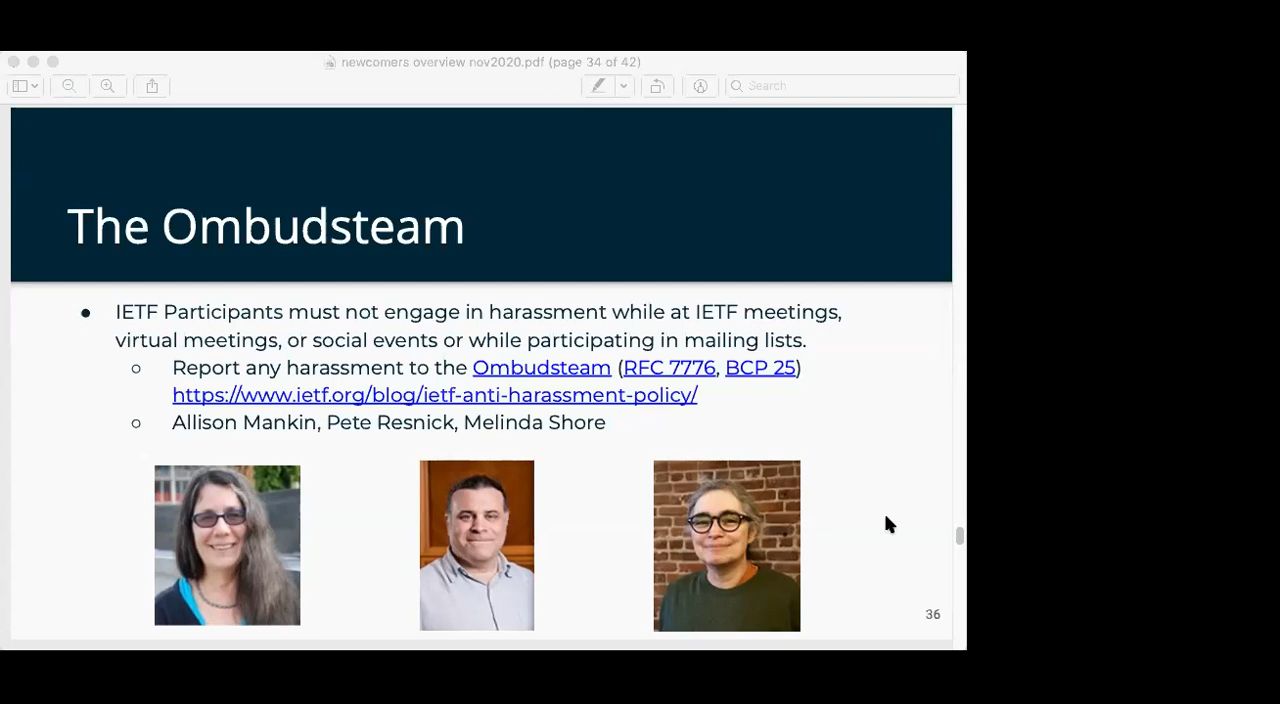 newcomers overview nov2020.pdf (page 34 of 42)
Search
The Ombudsteam
● IETF Participants must not engage in harassment while at IETF meetings,
virtual meetings, or social events or while participating in mailing lists.
○ Report any harassment to the Ombudsteam (RFC 7776, BCP 25)
https://www.ietf.org/blog/ietf-anti-harassment-policy/
○ Allison Mankin, Pete Resnick, Melinda Shore
36